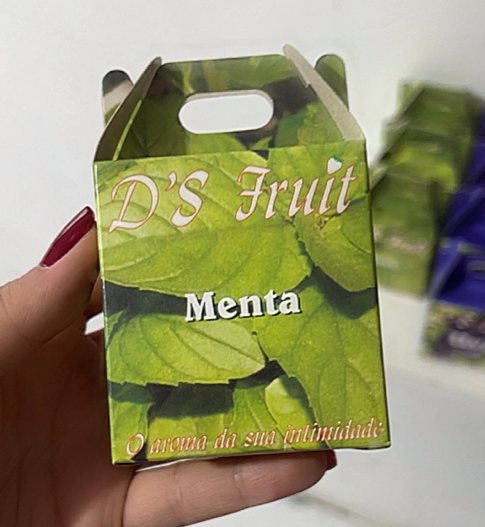 D'S Fruit
Menta
O aroma da sua intimidade